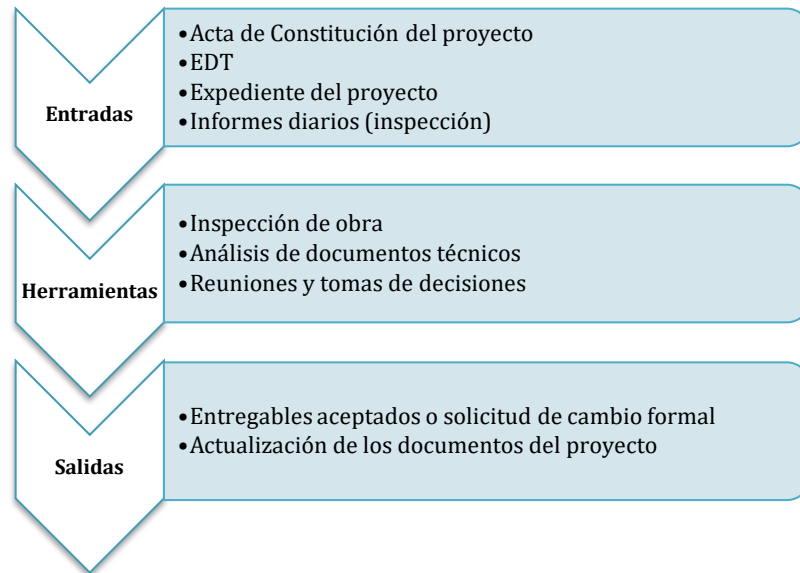 Entradas
•Acta de Constitución del proyecto
•EDT
•Expediente del proyecto
•Informes diarios (inspección)
Herramientas
•Inspección de obra
•Análisis de documentos técnicos
•Reuniones y tomas de decisiones
Salidas
•Entregables aceptados o solicitud de cambio formal
•Actualización de los documentos del proyecto